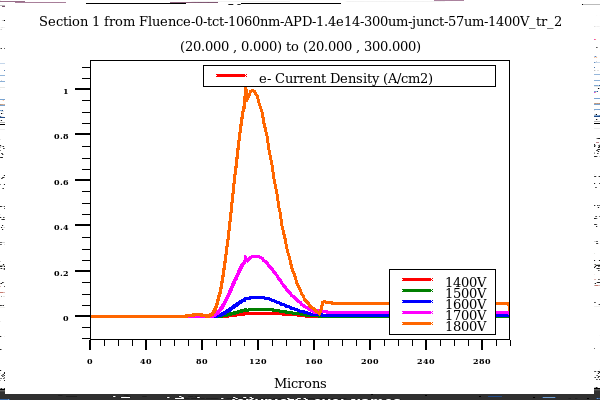 Section 1 from Fluence-0-tct-1060nm-APD-1.4e14-300um-junct-57um-1400V_tr_2
(20.000 , 0.000) to (20.000 , 300.000)
e- Current Density (A/cm2)
1
0.8
0.6
0.4
0.2
0
1400V
1500V
1600V
1700V
1800V
0 40 80 120 160 200 240 280
Microns